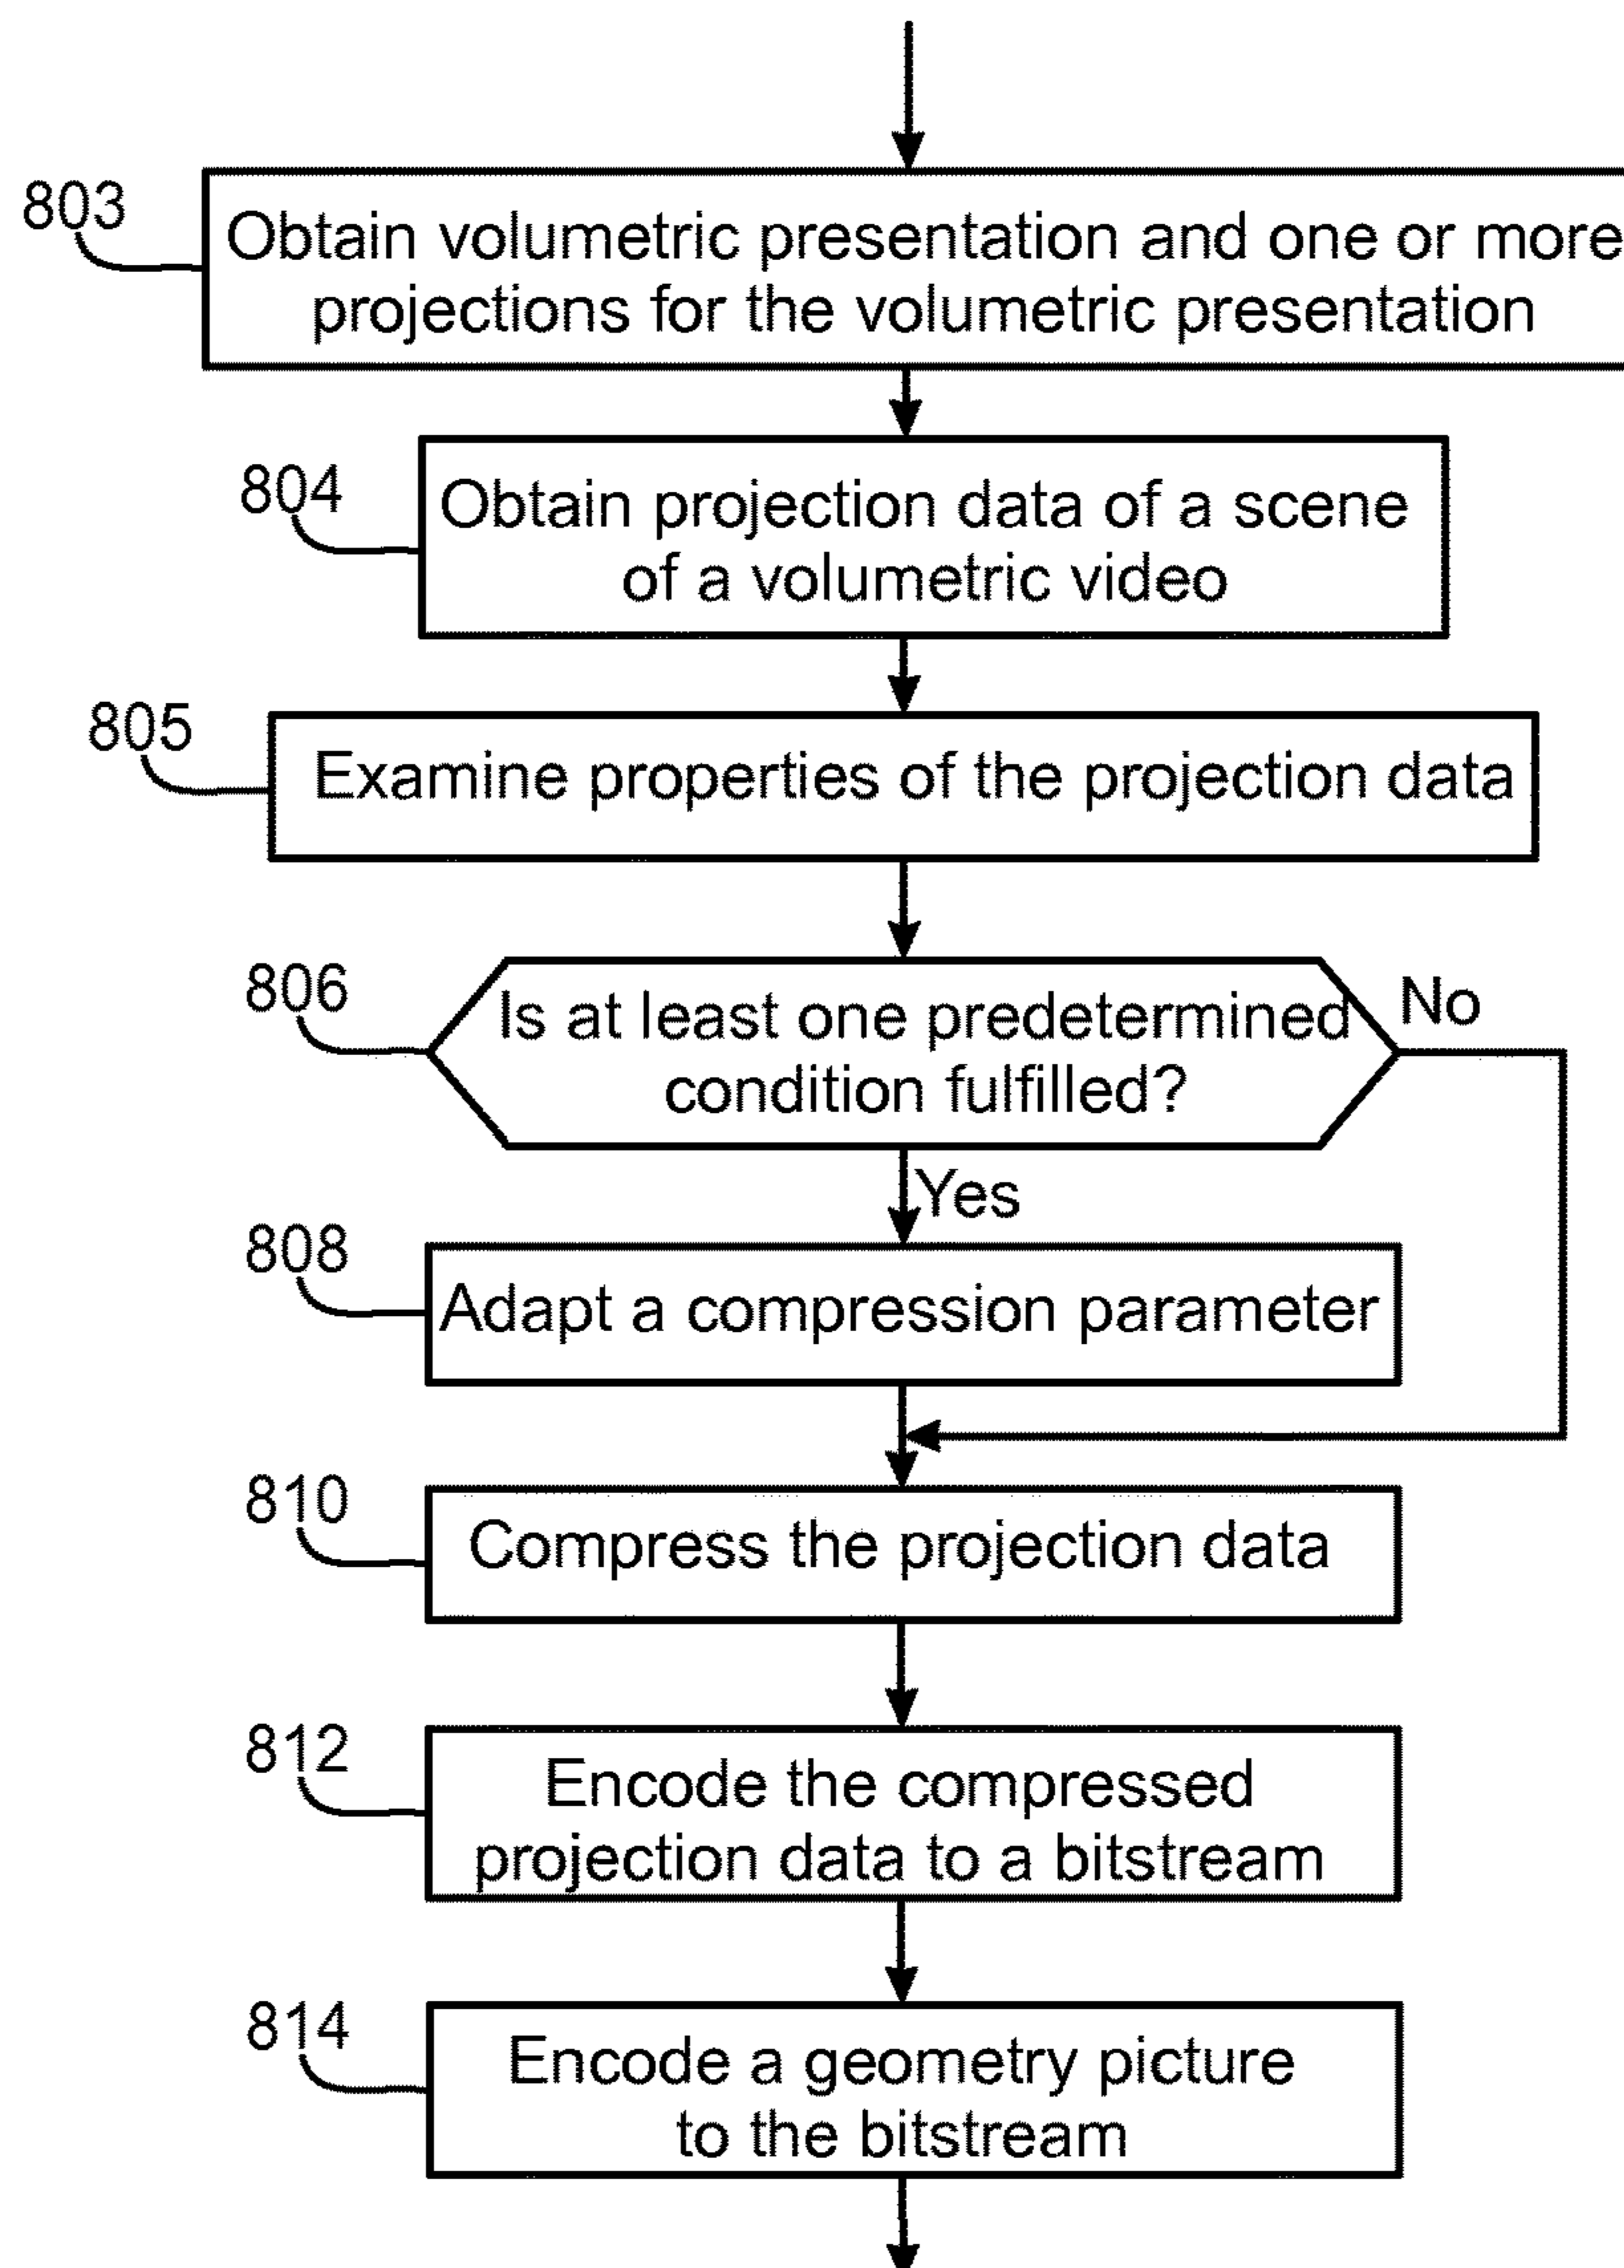 803
Obtain volumetric presentation and one or more
projections for the volumetric presentation
804
Obtain projection data of a scene
of a volumetric video
805
Examine properties of the projection data
806
Is at least one predetermined
condition fulfilled?
No
Yes
808
Adapt a compression parameter
810
Compress the projection data
812
Encode the compressed
projection data to a bitstream
814
Encode a geometry picture
to the bitstream